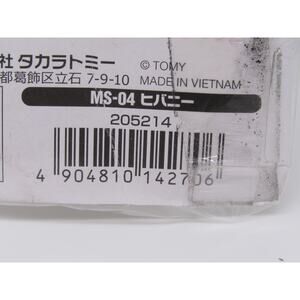 社 タカラトミー
© TOMY
都葛飾区立石 7-9-10
MADE IN VIETNAM
MS-04 ヒバニー
205214
4 904810 142706